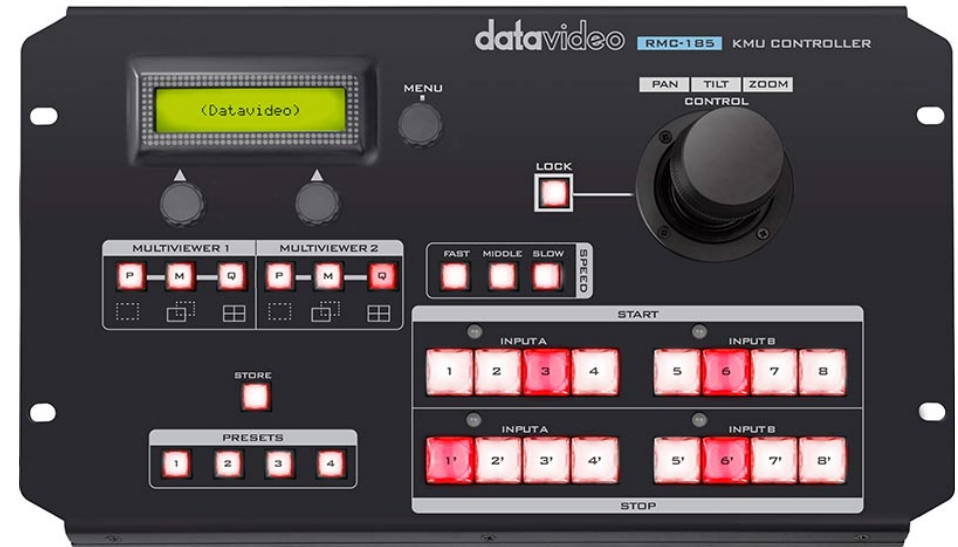 datavideo RMC-185 KMU CONTROLLER
(Datavideo)
MENU
PAN TILT ZOOM
CONTROL
LOCK
MULTIVIEWER 1 MULTIVIEWER 2
P M Q P M Q
FAST MIDDLE SLOW
SPEED
START
INPUT A INPUT B
1 2 3 4 5 6 7 8
STORE
PRESETS
1 2 3 4
INPUT A INPUT B
1' 2' 3' 4' 5' 6' 7' 8'
STOP